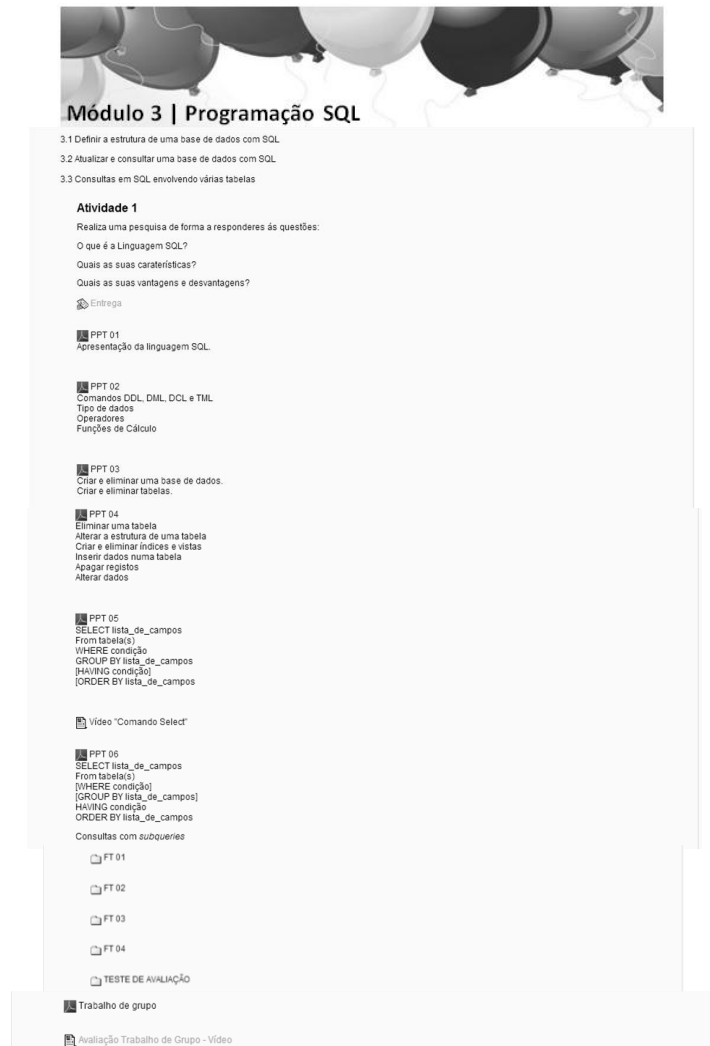 Módulo 3 | Programação SQL
3.1 Definir a estrutura de uma base de dados com SQL
3.2 Atualizar e consultar uma base de dados com SQL
3.3 Consultas em SQL envolvendo várias tabelas
Atividade 1
Realiza uma pesquisa de forma a responderes ás questões:
O que é a Linguagem SQL?
Quais as suas caraterísticas?
Quais as suas vantagens e desvantagens?
Entrega
PPT 01
Apresentação da linguagem SQL.
PPT 02
Comandos DDL, DML, DCL e TML
Tipo de dados
Operadores
Funções de Cálculo
PPT 03
Criar e eliminar uma base de dados.
Criar e eliminar tabelas.
PPT 04
Eliminar uma tabela
Alterar a estrutura de uma tabela
Criar e eliminar índices e vistas
Inserir dados numa tabela
Apagar registos
Alterar dados
PPT 05
SELECT lista_de_campos
From tabela(s)
WHERE condição
GROUP BY lista_de_campos
[HAVING condição]
[ORDER BY lista_de_campos
Vídeo "Comando Select"
PPT 06
SELECT lista_de_campos
From tabela(s)
[WHERE condição]
[GROUP BY lista_de_campos]
HAVING condição
ORDER BY lista_de_campos
Consultas com subqueries
FT 01
FT 02
FT 03
FT 04
TESTE DE AVALIAÇÃO
Trabalho de grupo
Avaliação Trabalho de Grupo - Vídeo